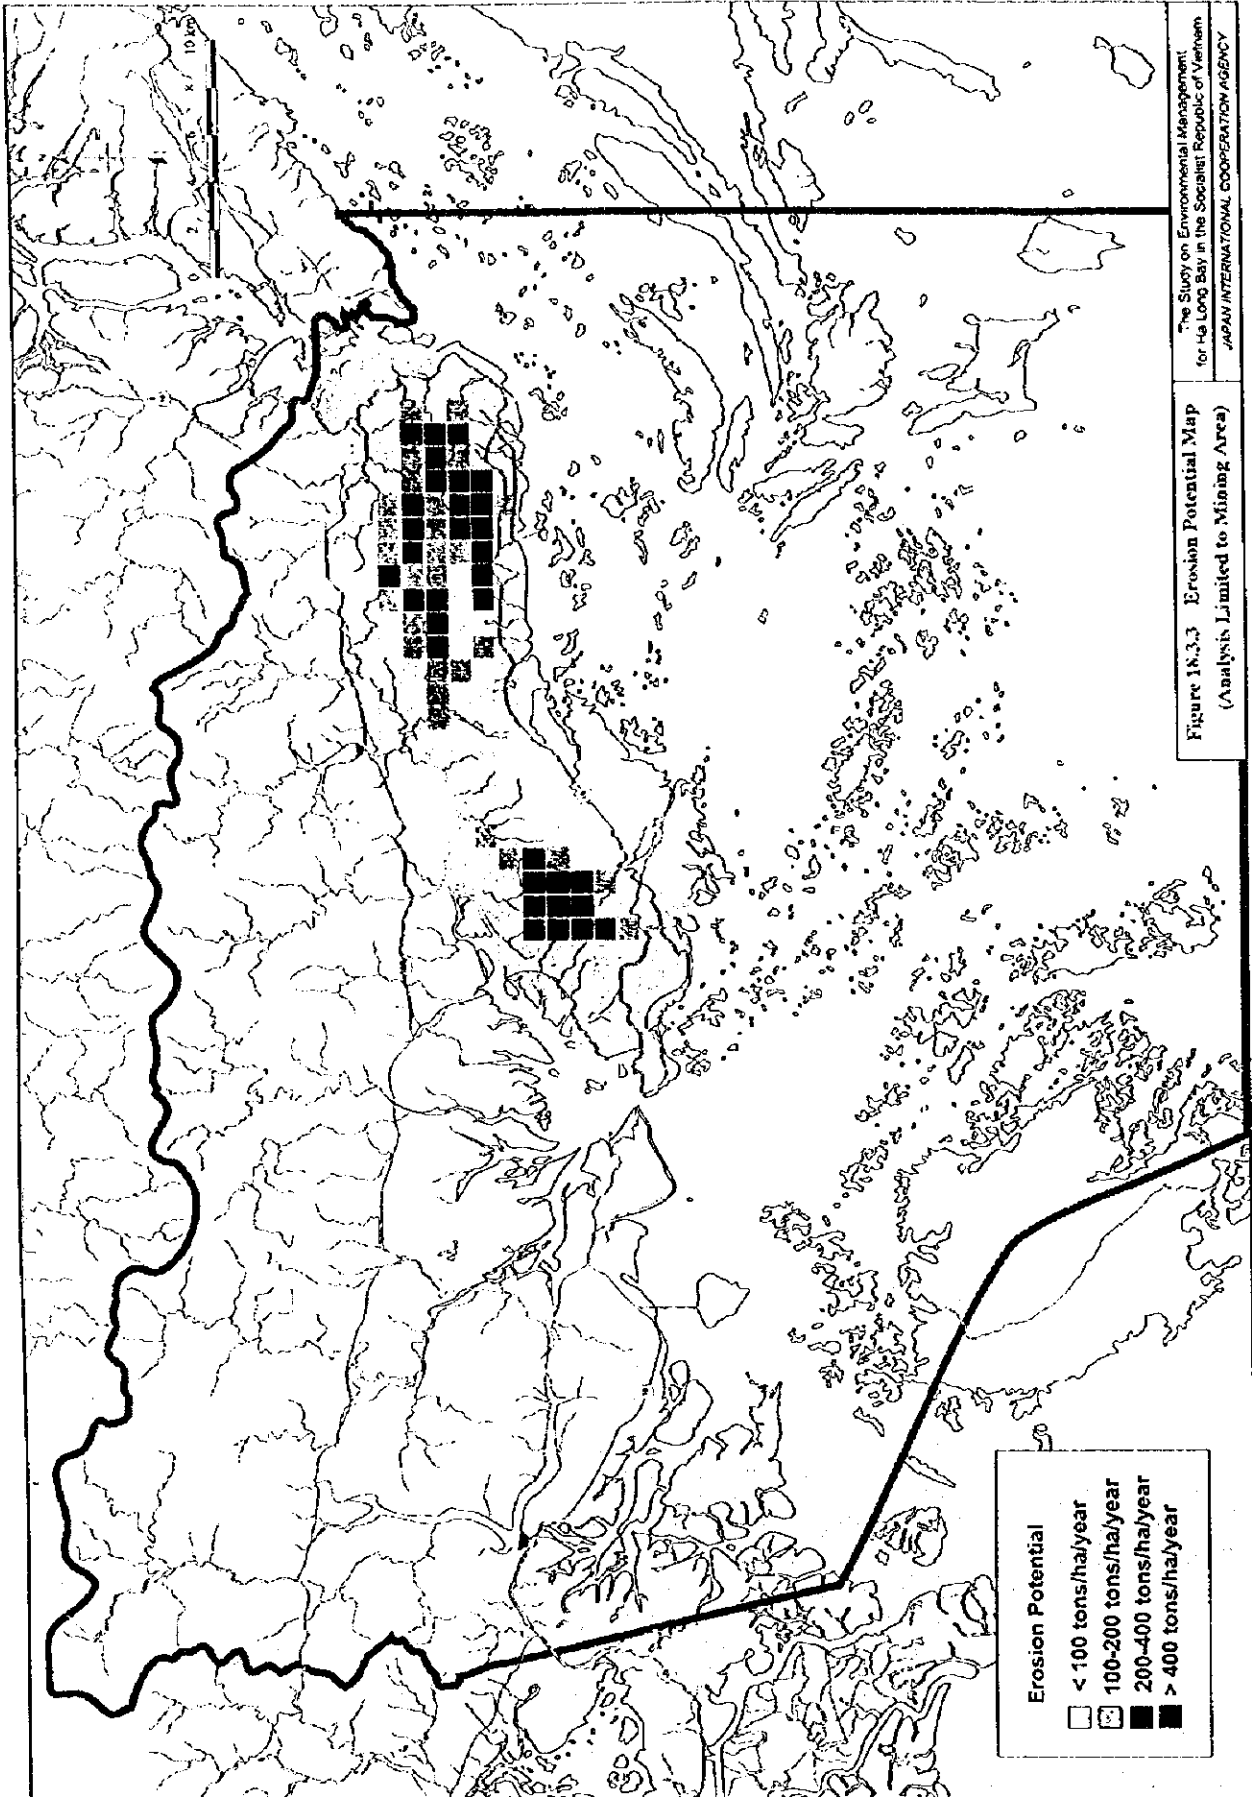 10 km
Erosion Potential
< 100 tons/ha/year
100-200 tons/ha/year
200-400 tons/ha/year
> 400 tons/ha/year
Figure 18.3.3 Erosion Potential Map
(Analysis Limited to Mining Area)
The Study on Environmental Management
for Ha Long Bay in the Socialist Republic of Vietnam
JAPAN INTERNATIONAL COOPERATION AGENCY